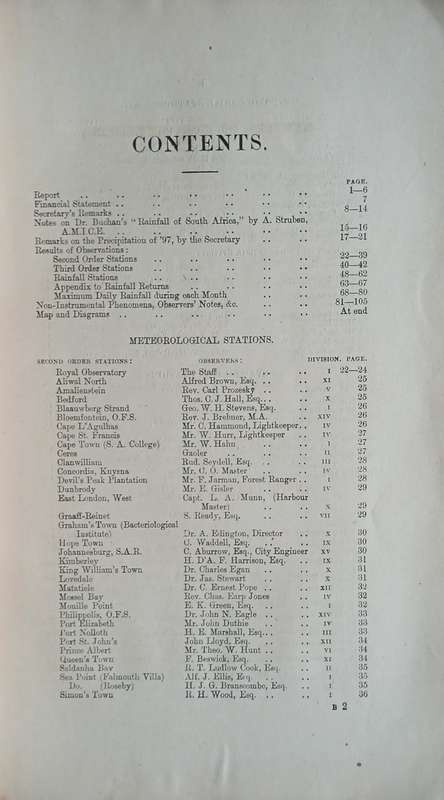 CONTENTS.
PAGE.
Report .. .. .. .. .. .. .. 1—6
Financial Statement .. .. .. .. .. .. 7
Secretary's Remarks .. .. .. .. .. .. 8—14
Notes on Dr. Buchan's "Rainfall of South Africa," by A. Struben,
A.M.I.C.E. .. .. .. .. .. .. 15—16
Remarks on the Precipitation of '97, by the Secretary .. .. 17—21
Results of Observations :
Second Order Stations .. .. .. .. .. 22—39
Third Order Stations .. .. .. .. .. 40—42
Rainfall Stations .. .. .. .. .. 48—62
Appendix to Rainfall Returns .. .. .. .. 63—67
Maximum Daily Rainfall during each Month .. .. .. 68—80
Non-Instrumental Phenomena, Observers' Notes, &c. .. .. 81—105
Map and Diagrams .. .. .. .. .. .. At end
METEOROLOGICAL STATIONS.
SECOND ORDER STATIONS : OBSERVERS : DIVISION. PAGE.
Royal Observatory The Staff .. .. .. I 22—24
Aliwal North Alfred Brown, Esq. .. .. XI 25
Amalienstein Rev. Carl Prozesky .. .. V 25
Bedford Thos. C. J. Hall, Esq. .. .. X 25
Blaauwberg Strand Geo. W. H. Stevens, Esq. .. I 26
Bloemfontein, O.F.S. Rev. J. Brebner, M.A. .. XIV 26
Cape L'Agulhas Mr. C. Hammond, Lightkeeper.. IV 26
Cape St. Francis Mr. W. Hurr, Lightkeeper .. IV 27
Cape Town (S. A. College) Mr. W. Hahn .. .. I 27
Ceres Gaoler .. .. .. II 27
Clanwilliam Rud. Seydell, Esq. .. .. III 28
Concordia, Knysna Mr. C. O. Master .. .. IV 28
Devil's Peak Plantation Mr. F. Jarman, Forest Ranger .. I 28
Dunbrody Mr. E. Gisler .. .. IV 29
East London, West Capt. L. A. Munn, (Harbour
Master) .. .. X 29
Graaff-Reinet S. Ready, Esq. .. .. VII 29
Graham's Town (Bacteriological
Institute) Dr. A. Edington, Director .. X 30
Hope Town C. Waddell, Esq. .. .. IX 30
Johannesburg, S.A.R. C. Aburrow, Esq., City Engineer XV 30
Kimberley H. D'A. F. Harrison, Esq. .. IX 31
King William's Town Dr. Charles Egan .. .. X 31
Lovedale Dr. Jas. Stewart .. .. X 31
Matatiele Dr. C. Ernest Pope .. .. XII 32
Mossel Bay Rev. Chas. Earp Jones .. IV 32
Mouille Point E. K. Green, Esq. .. .. I 32
Philippolis, O.F.S. Dr. John N. Eagle .. .. XIV 33
Port Elizabeth Mr. John Duthie .. .. IV 33
Port Nolloth H. E. Marshall, Esq. .. .. III 33
Port St. John's John Lloyd, Esq. .. .. XII 34
Prince Albert Mr. Theo. W. Hunt .. .. VI 34
Queen's Town F. Beswick, Esq. .. .. XI 34
Saldanha Bay R. T. Ludlow Cook, Esq. .. II 35
Sea Point (Falmouth Villa) Alf. J. Ellis, Esq. .. .. I 35
Do. (Roseby) H. J. G. Branscombe, Esq. .. I 35
Simon's Town R. H. Wood, Esq. .. .. I 36
B 2